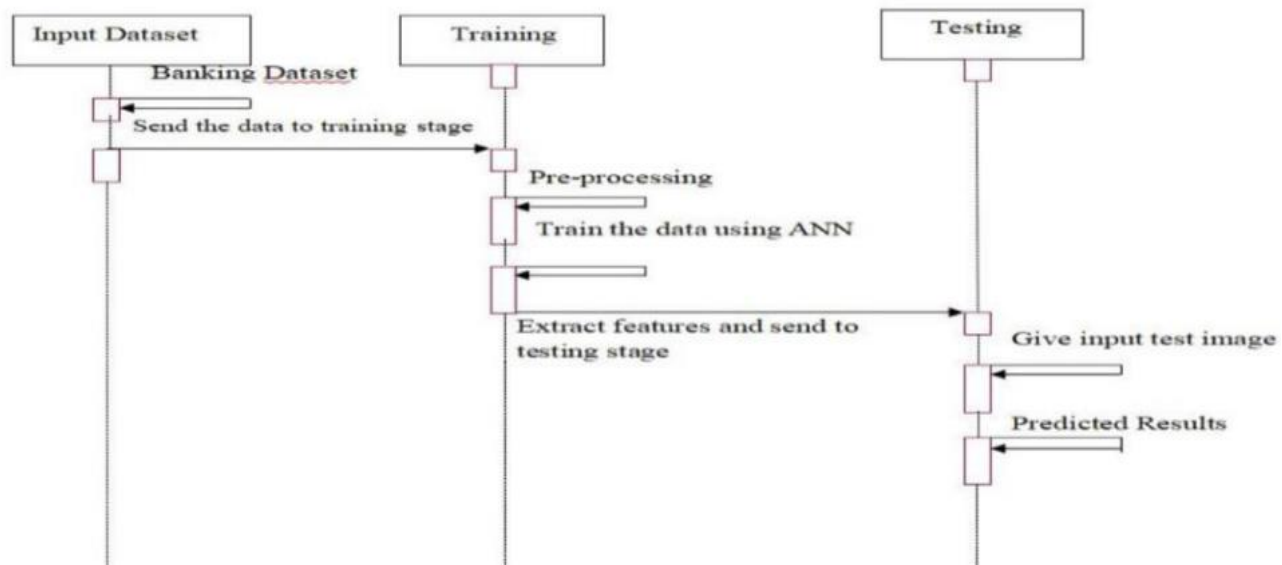 Input Dataset
Training
Testing
Banking Dataset
Send the data to training stage
Pre-processing
Train the data using ANN
Extract features and send to
testing stage
Give input test image
Predicted Results